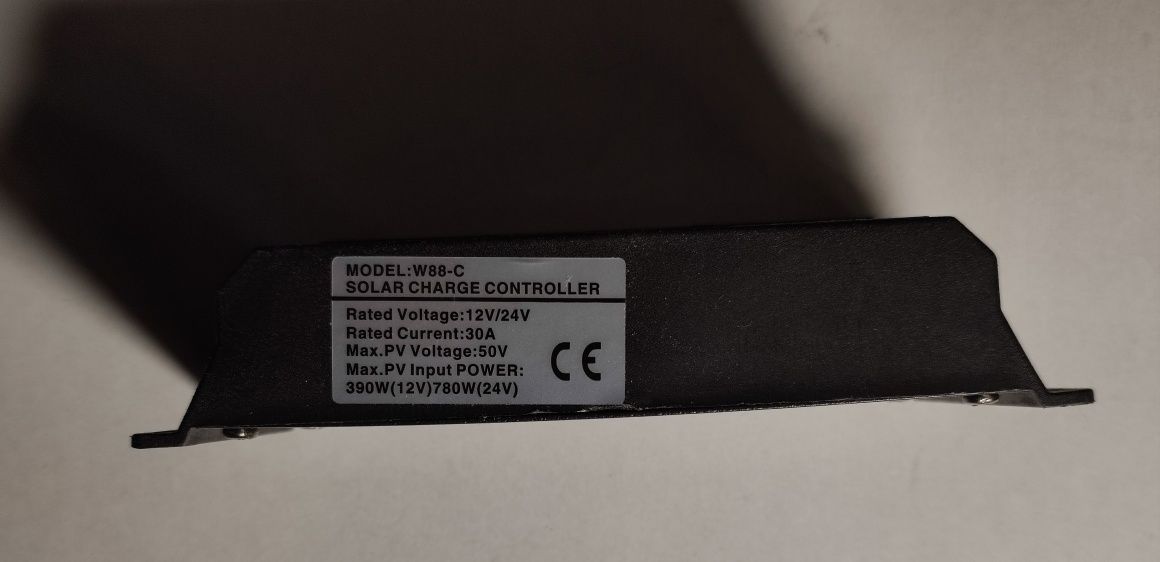 MODEL:W88-C
SOLAR CHARGE CONTROLLER
Rated Voltage:12V/24V
Rated Current:30A
Max.PV Voltage:50V
Max.PV Input POWER:
390W(12V)780W(24V)
CE